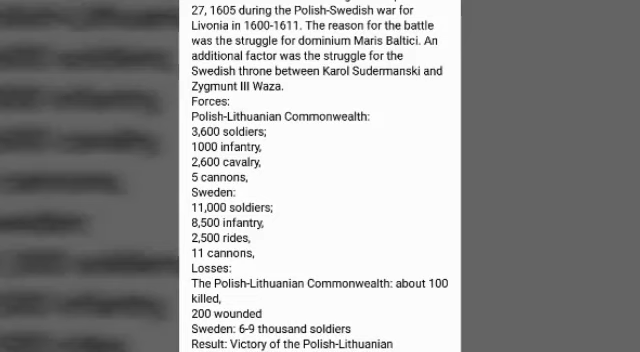 27, 1605 during the Polish-Swedish war for
Livonia in 1600-1611. The reason for the battle
was the struggle for dominium Maris Baltici. An
additional factor was the struggle for the
Swedish throne between Karol Sudermanski and
Zygmunt III Waza.
Forces:
Polish-Lithuanian Commonwealth:
3,600 soldiers;
1000 infantry,
2,600 cavalry,
5 cannons,
Sweden:
11,000 soldiers;
8,500 infantry,
2,500 rides,
11 cannons,
Losses:
The Polish-Lithuanian Commonwealth: about 100
killed,
200 wounded
Sweden: 6-9 thousand soldiers
Result: Victory of the Polish-Lithuanian